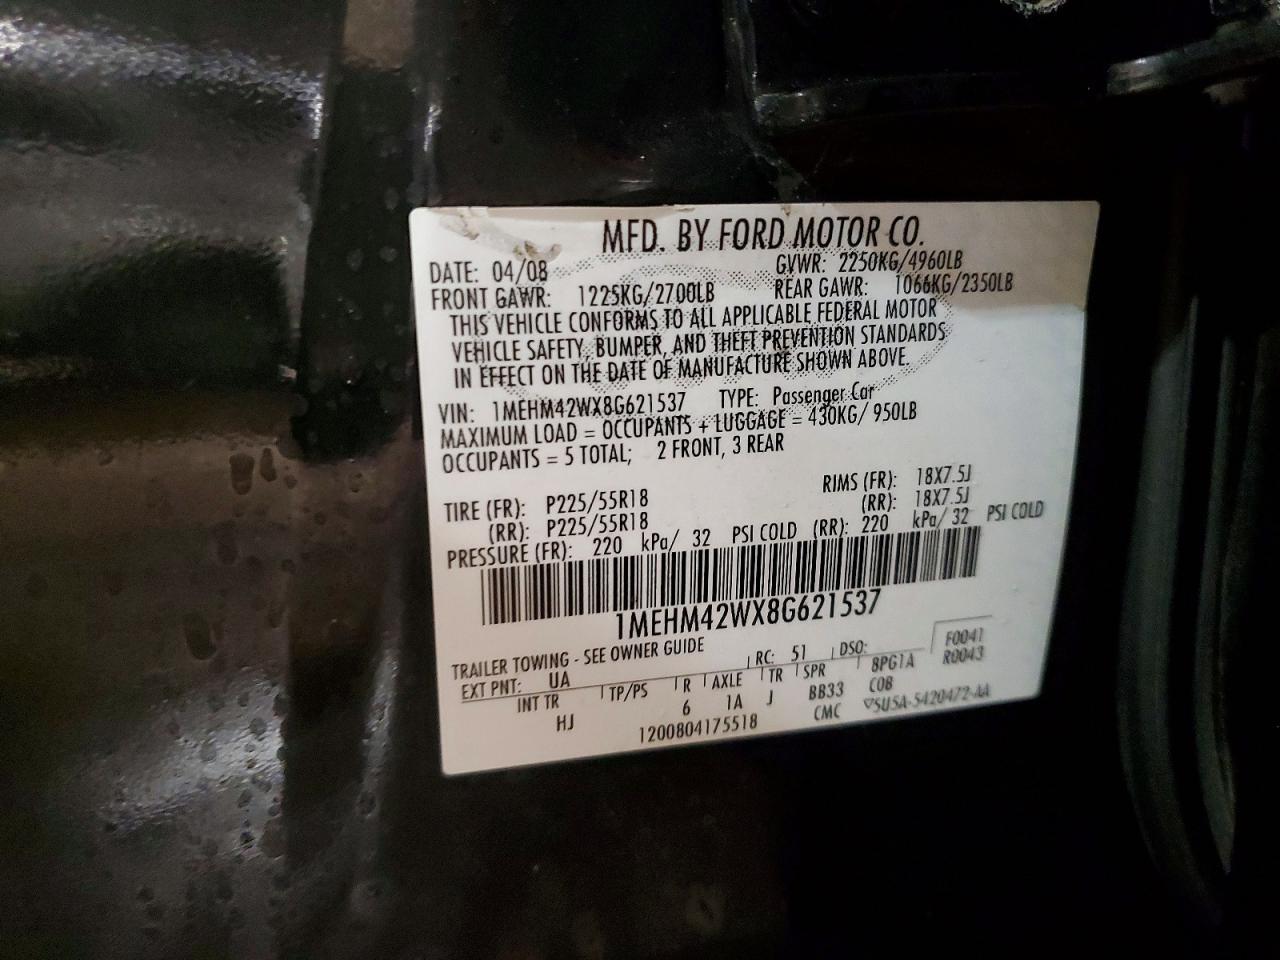 MFD. BY FORD MOTOR CO.
DATE: 04/08 GVWR: 2250KG/4960LB
FRONT GAWR: 1225KG/2700LB REAR GAWR: 1066KG/2350LB
THIS VEHICLE CONFORMS TO ALL APPLICABLE FEDERAL MOTOR
VEHICLE SAFETY, BUMPER, AND THEFT PREVENTION STANDARDS
IN EFFECT ON THE DATE OF MANUFACTURE SHOWN ABOVE.
VIN: 1MEHM42WX8G621537 TYPE: Passenger Car
MAXIMUM LOAD = OCCUPANTS + LUGGAGE = 430KG/ 950LB
OCCUPANTS = 5 TOTAL; 2 FRONT, 3 REAR
TIRE (FR): P225/55R18 RIMS (FR): 18X7.5J
(RR): P225/55R18 (RR): 18X7.5J
PRESSURE (FR): 220 kPa/ 32 PSI COLD (RR): 220 kPa/ 32 PSI COLD
1MEHM42WX8G621537
TRAILER TOWING - SEE OWNER GUIDE
EXT PNT: UA RC: 51 DSO: F0041
R0043
INT TR TP/PS R AXLE TR SPR 8PG1A
HJ 6 1A J BB33 C0B
1200804175518 CMC ▽5U5A-5420472-AA